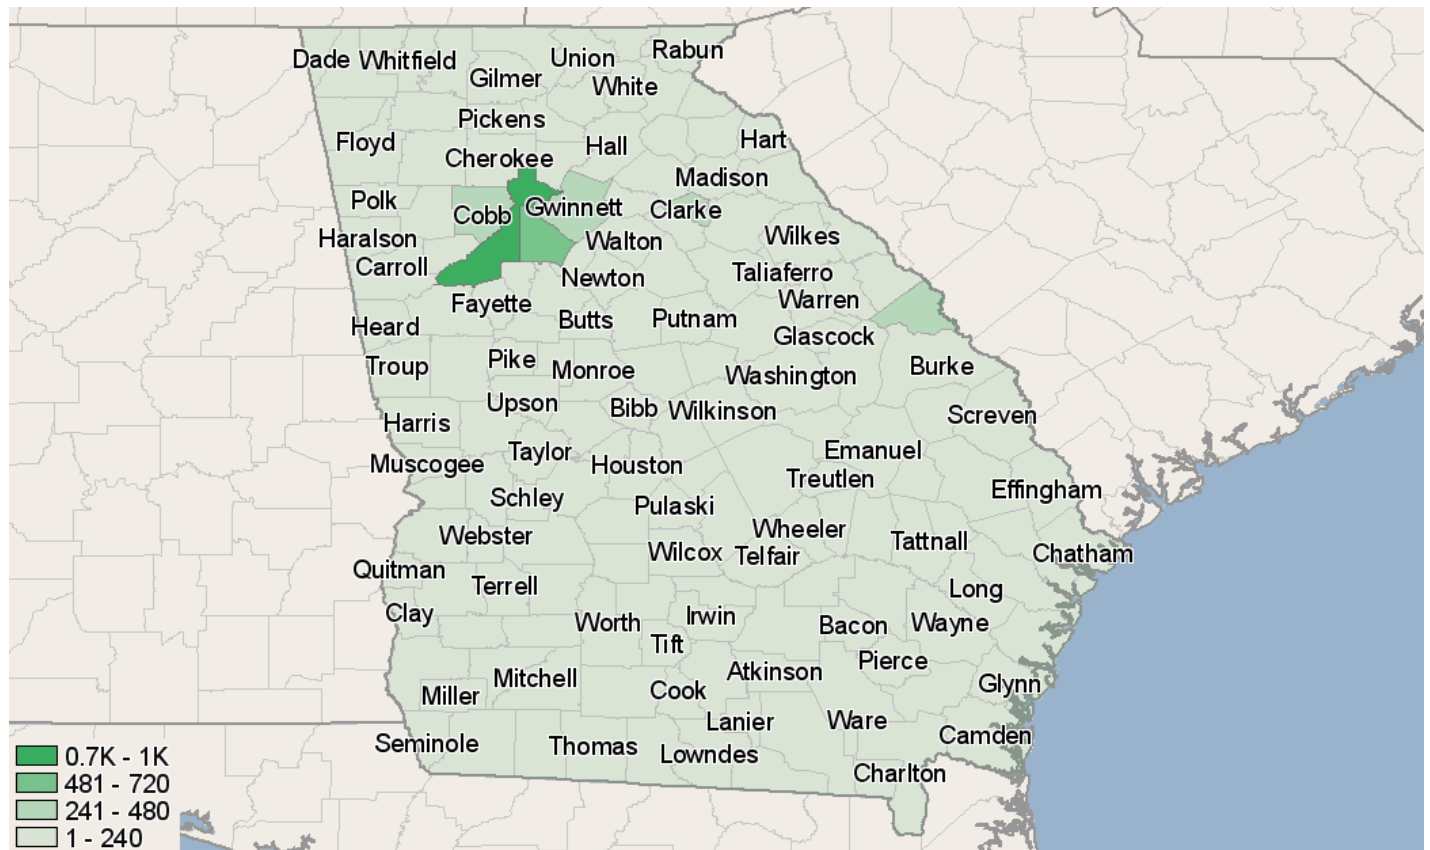 Rabun
Dade Whitfield
Union
Gilmer
White
Pickens
Hart
Floyd
Hall
Cherokee
Madison
Polk
Gwinnett
Clarke
Cobb
Wilkes
Haralson
Walton
Carroll
Taliaferro
Newton
Warren
Fayette
Putnam
Butts
Heard
Glascock
Pike
Troup
Monroe
Burke
Washington
Upson
Bibb
Wilkinson
Screven
Harris
Taylor
Emanuel
Muscogee
Houston
Treutlen
Effingham
Schley
Pulaski
Wheeler
Webster
Tattnall
Wilcox
Telfair
Chatham
Quitman
Terrell
Long
Clay
Irwin
Worth
Wayne
Bacon
Tift
Pierce
Atkinson
Mitchell
Glynn
Cook
Miller
Lanier
Ware
Camden
Seminole
Thomas
Lowndes
Charlton
0.7K - 1K
481 - 720
241 - 480
1 - 240